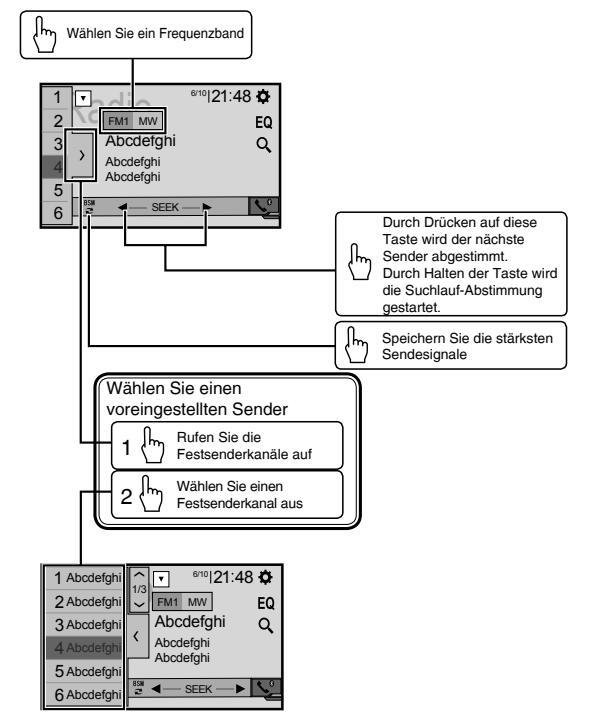 Wählen Sie ein Frequenzband
1
2
3
4
5
6
Radio
6/10|21:48
FM1 MW
EQ
Abcdefghi
Abcdefghi
Abcdefghi
BSM
SEEK
Durch Drücken auf diese
Taste wird der nächste
Sender abgestimmt.
Durch Halten der Taste wird
die Suchlauf-Abstimmung
gestartet.
Speichern Sie die stärksten
Sendesignale
Wählen Sie einen
voreingestellten Sender
1 Rufen Sie die
Festsenderkanäle auf
2 Wählen Sie einen
Festsenderkanal aus
1 Abcdefghi
2 Abcdefghi
3 Abcdefghi
4 Abcdefghi
5 Abcdefghi
6 Abcdefghi
1/3
6/10|21:48
FM1 MW
EQ
Abcdefghi
Abcdefghi
Abcdefghi
BSM
SEEK